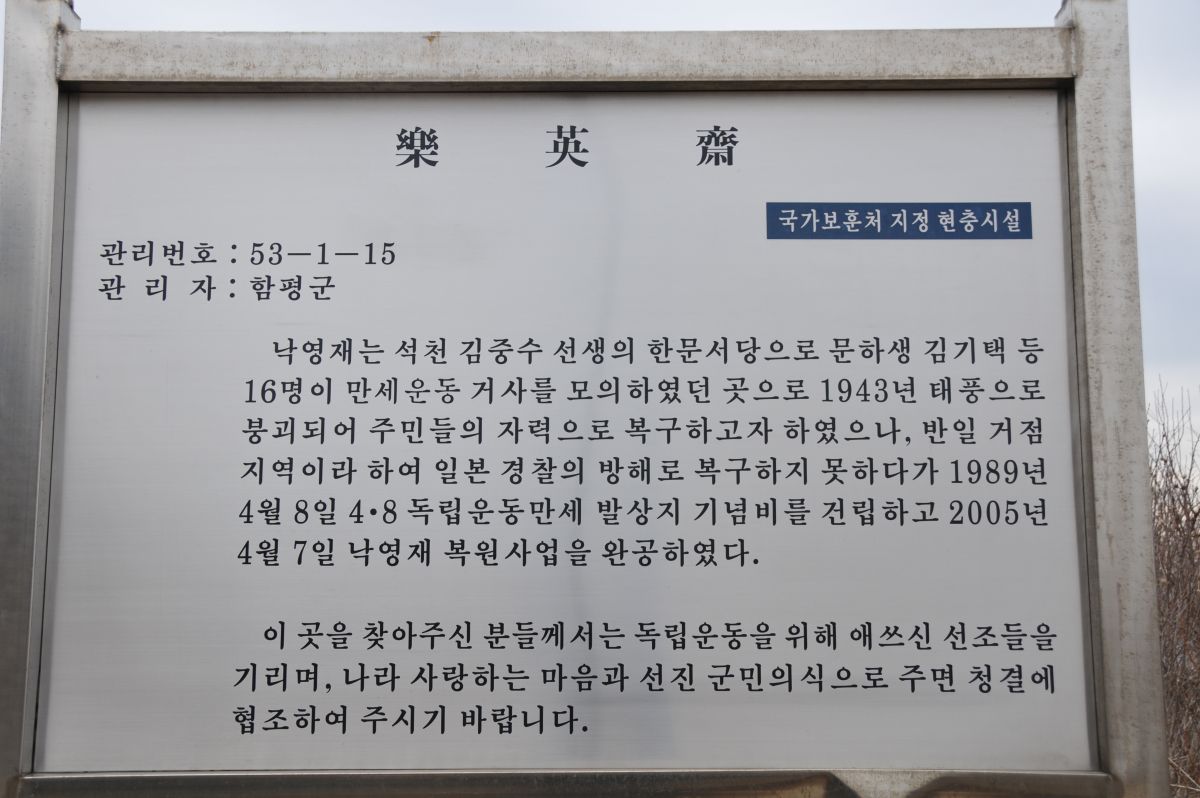 樂 英 齋
국가보훈처 지정 현충시설
관리번호 : 53-1-15
관 리 자 : 함평군
낙영재는 석천 김중수 선생의 한문서당으로 문하생 김기택 등
16명이 만세운동 거사를 모의하였던 곳으로 1943년 태풍으로
붕괴되어 주민들의 자력으로 복구하고자 하였으나, 반일 거점
지역이라 하여 일본 경찰의 방해로 복구하지 못하다가 1989년
4월 8일 4·8 독립운동만세 발상지 기념비를 건립하고 2005년
4월 7일 낙영재 복원사업을 완공하였다.
이 곳을 찾아주신 분들께서는 독립운동을 위해 애쓰신 선조들을
기리며, 나라 사랑하는 마음과 선진 군민의식으로 주면 청결에
협조하여 주시기 바랍니다.